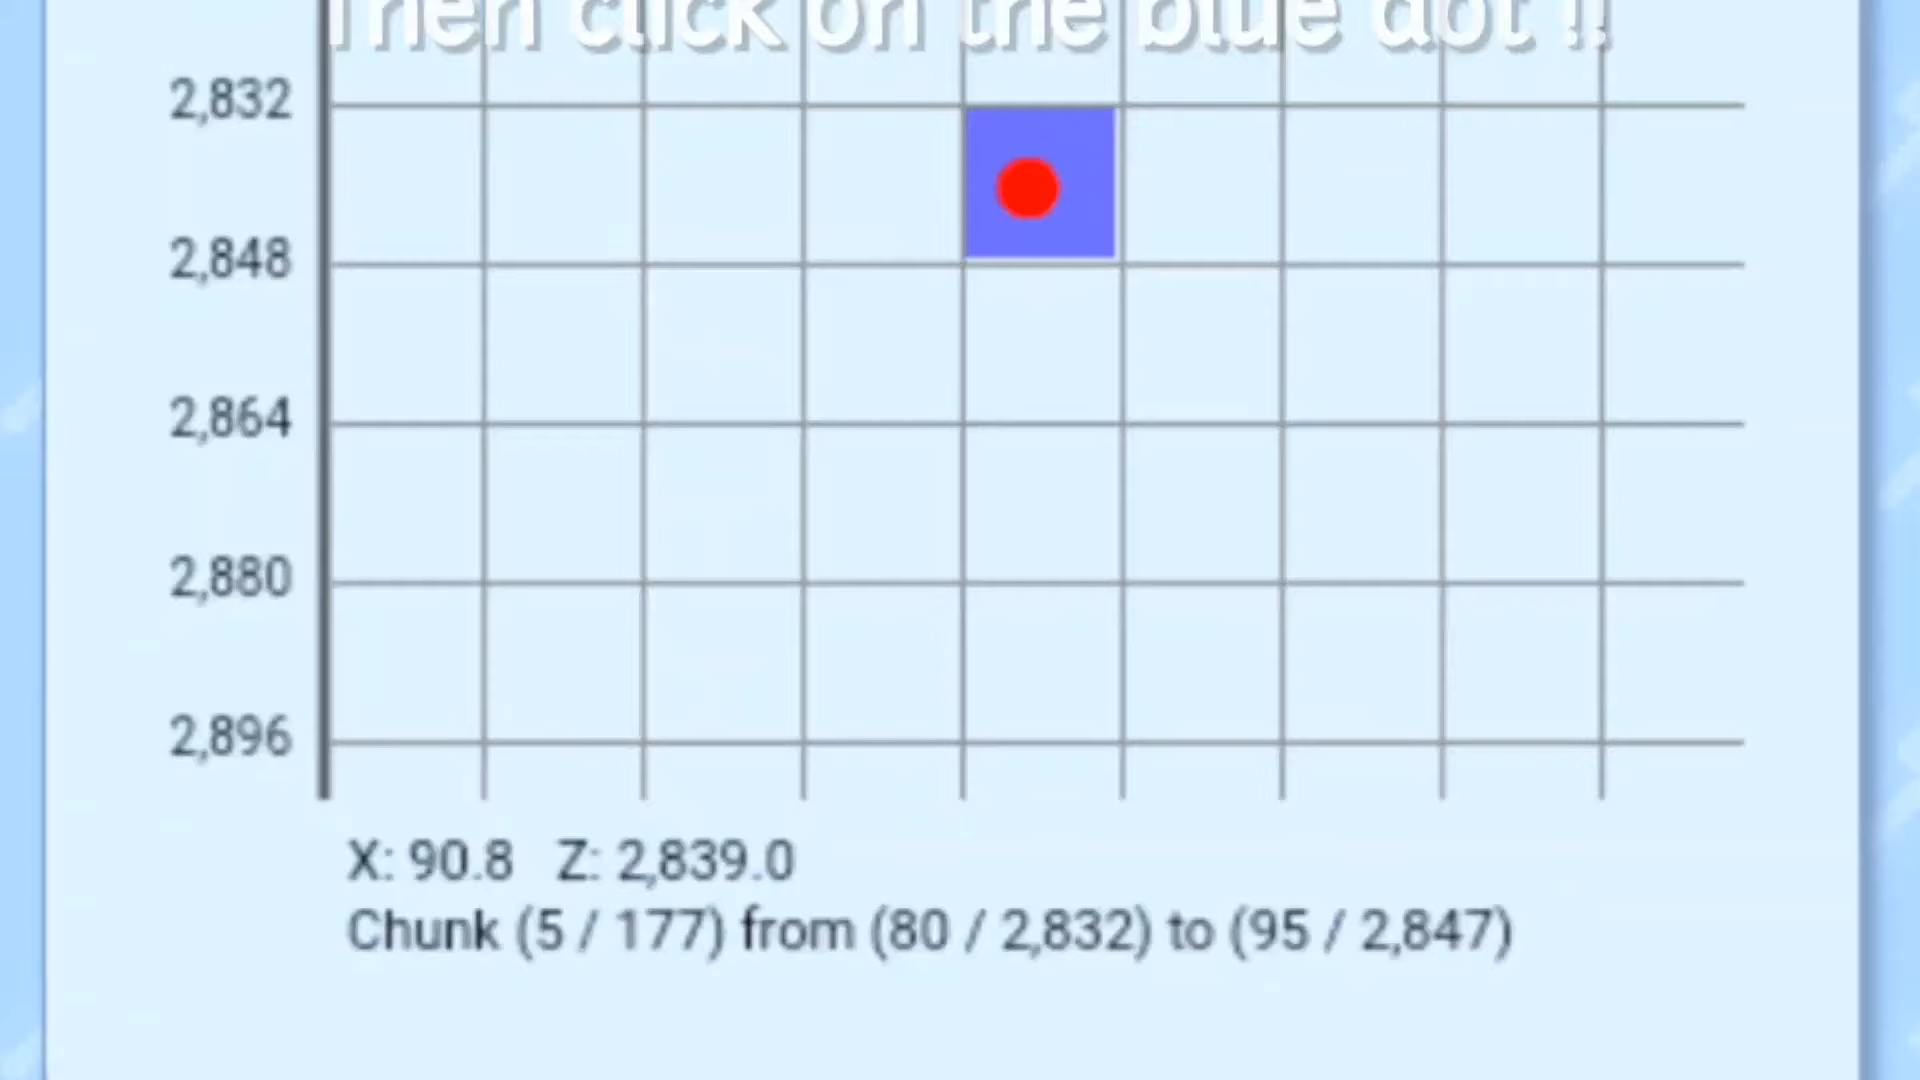 Then click on the blue dot !!
2,832
2,848
2,864
2,880
2,896
X: 90.8 Z: 2,839.0
Chunk (5 / 177) from (80 / 2,832) to (95 / 2,847)